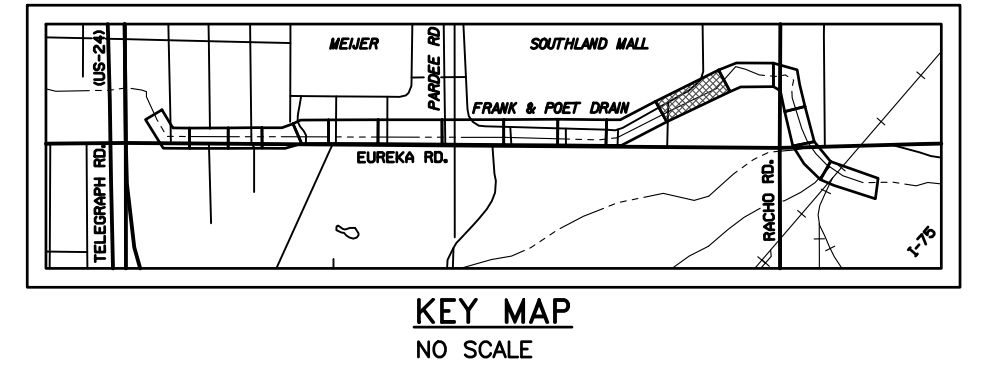 (US-24)
MEIJER
PARDEE RD
SOUTHLAND MALL
FRANK & POET DRAIN
EUREKA RD.
TELEGRAPH RD.
RACHO RD.
I-75
KEY MAP
NO SCALE